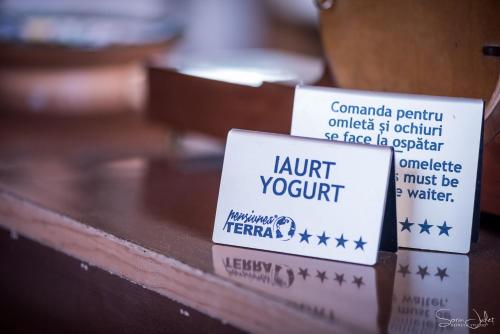 Comanda pentru
omletă și ochiuri
se face la ospătar
omelette
must be
waiter.
IAURT
YOGURT
pensiunea
TERRA